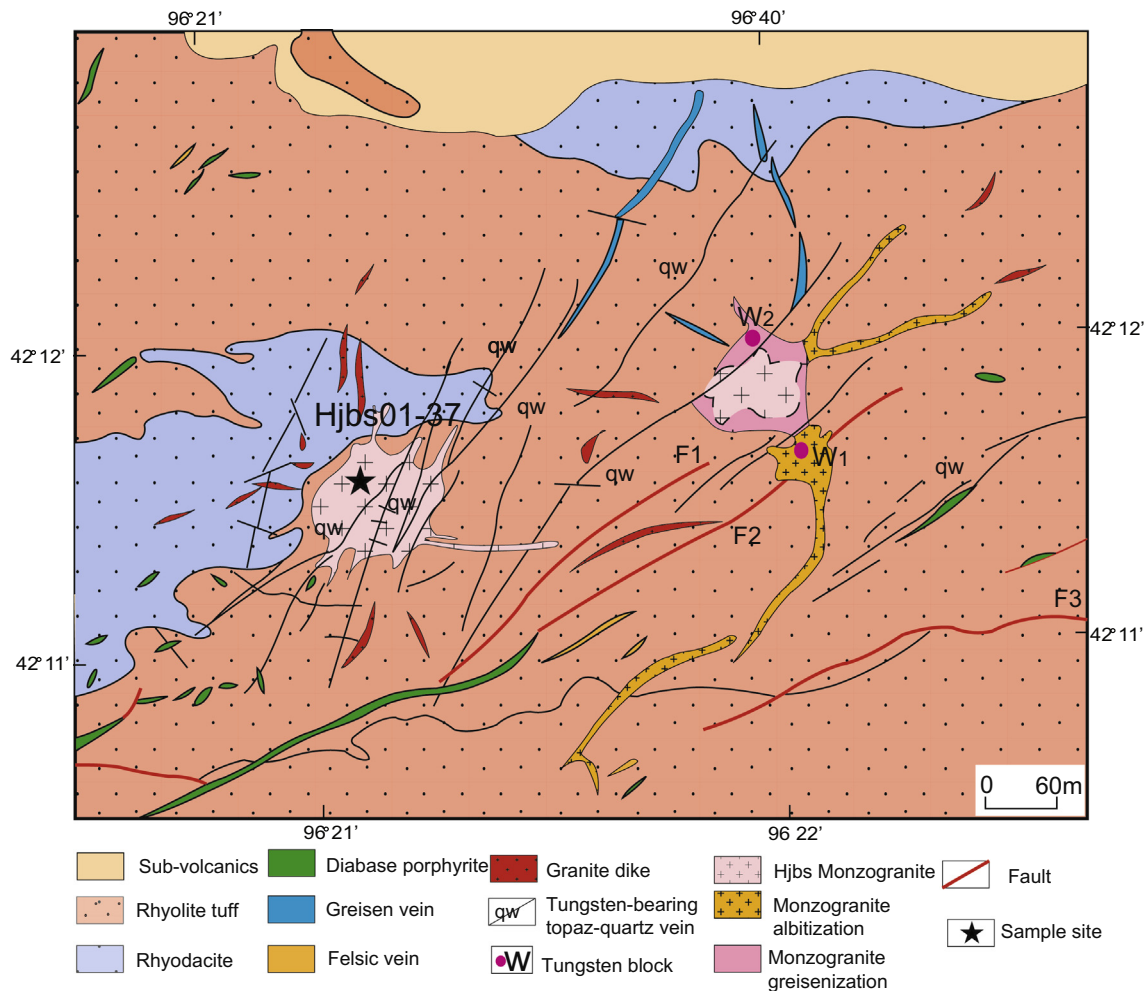 96°21’ 96°40’
qw
W2
42°12’ 42°12’
qw
Hjbs01-37
qw
W1
F1 qw
qw
qw
qw
F2
F3
42°11’ 42°11’
0 60m
96°21’ 96°22’
Sub-volcanics Diabase porphyrite Granite dike Hjbs Monzogranite Fault
Rhyolite tuff Greisen vein qw Tungsten-bearing
topaz-quartz vein Monzogranite
albitization Sample site
Rhyodacite Felsic vein W Tungsten block Monzogranite
greisenization